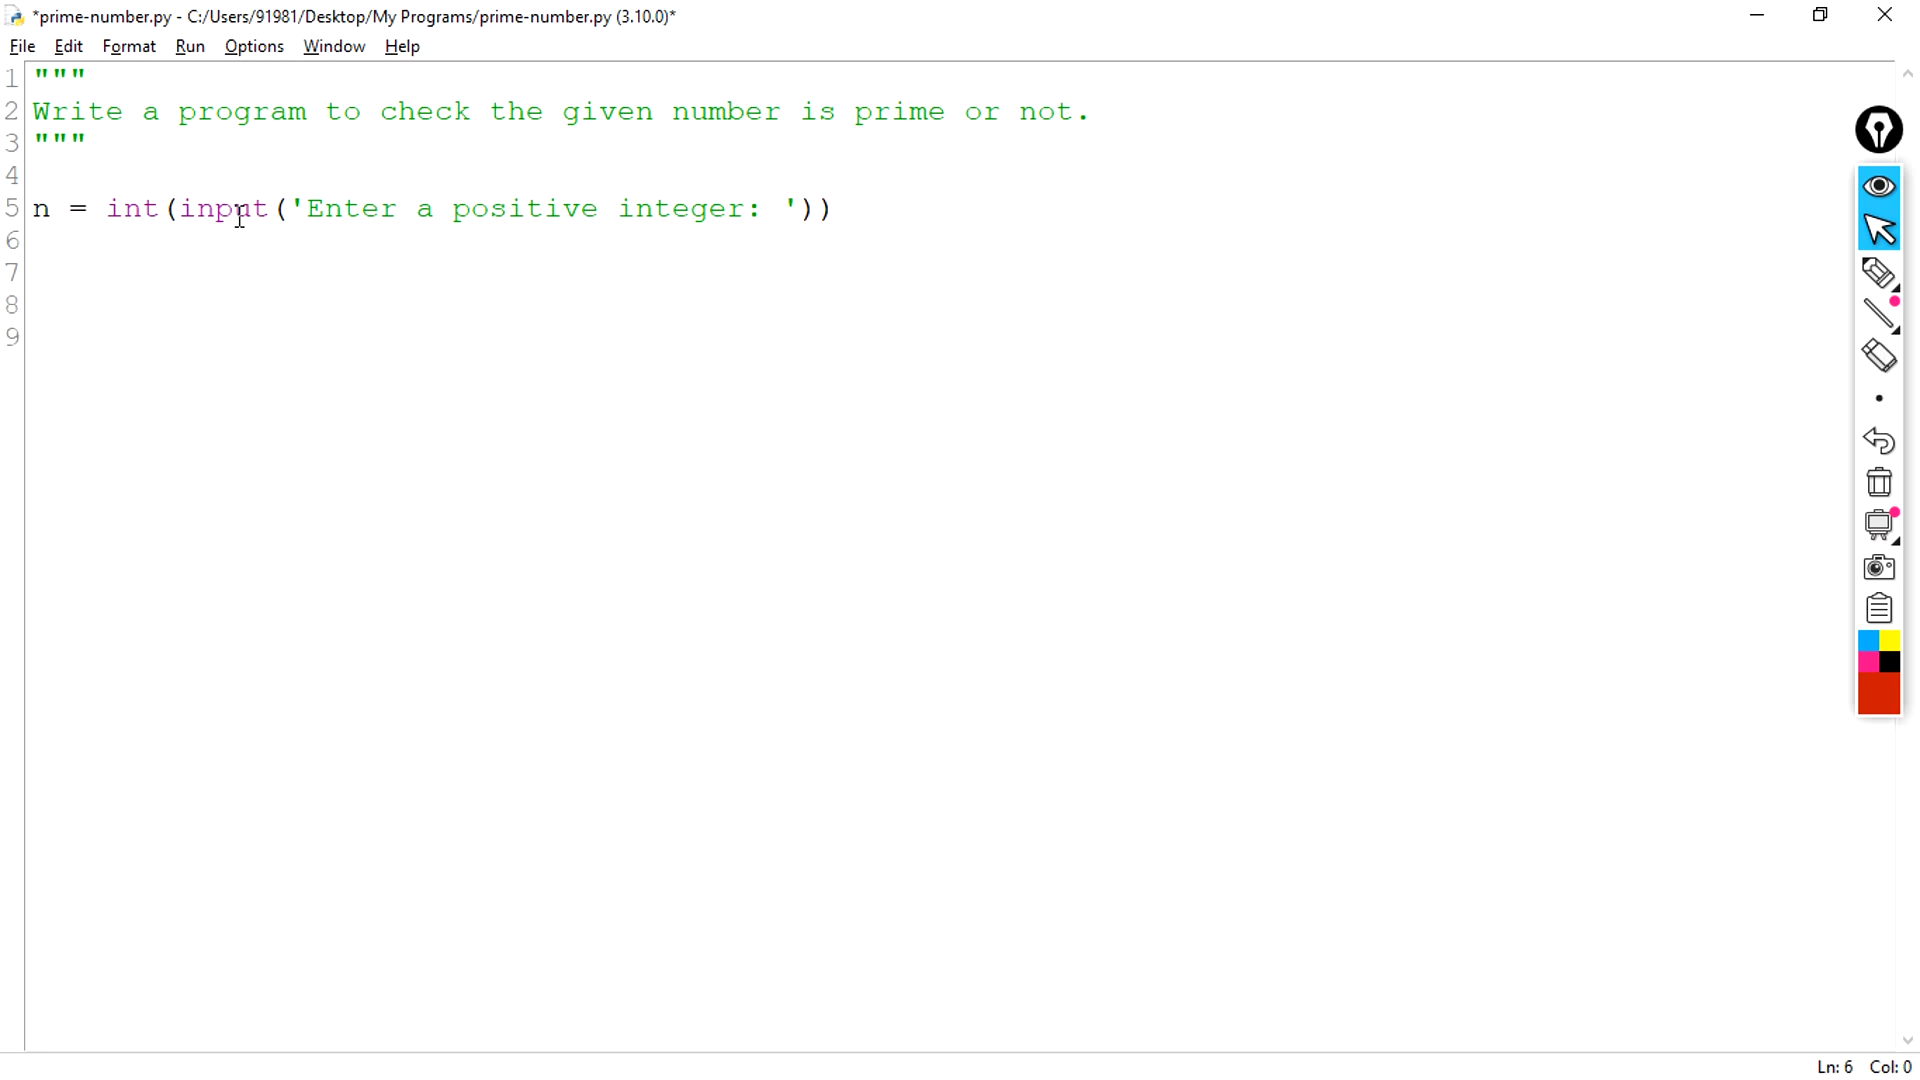 *prime-number.py - C:/Users/91981/Desktop/My Programs/prime-number.py (3.10.0)*
File Edit Format Run Options Window Help
1 """
2 Write a program to check the given number is prime or not.
3 """
4
5 n = int(input('Enter a positive integer: '))
6
7
8
9
Ln: 6 Col: 0